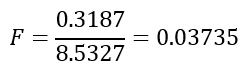 F = 0.3187 / 8.5327 = 0.03735